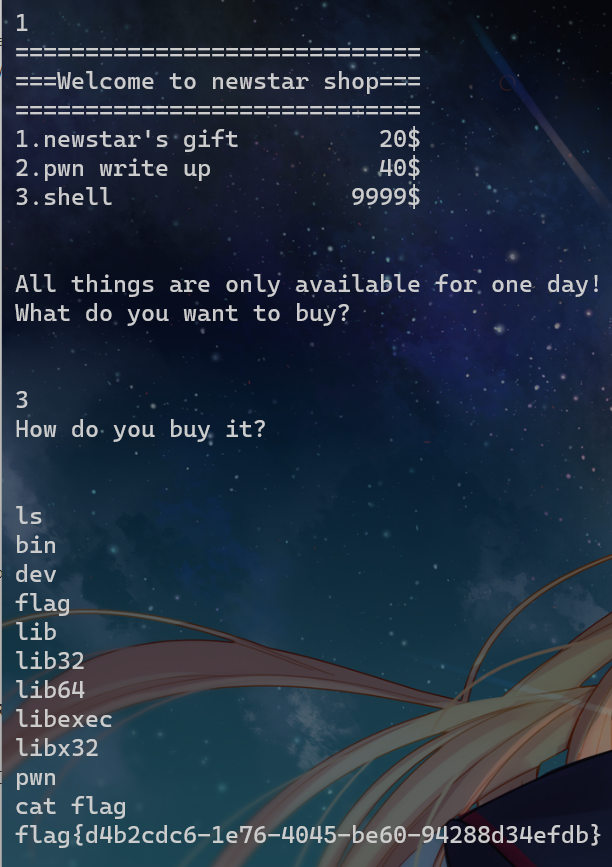 1
=============================
===Welcome to newstar shop===
=============================
1.newstar's gift          20$
2.pwn write up            40$
3.shell                 9999$
All things are only available for one day!
What do you want to buy?
3
How do you buy it?
ls
bin
dev
flag
lib
lib32
lib64
libexec
libx32
pwn
cat flag
flag{d4b2cdc6-1e76-4045-be60-94288d34efdb}